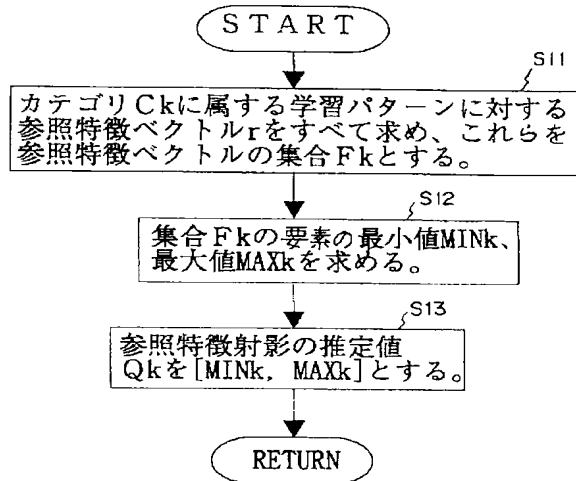 START
S11
カテゴリCkに属する学習パターンに対する
参照特徴ベクトルrをすべて求め、これらを
参照特徴ベクトルの集合Fkとする。
S12
集合Fkの要素の最小値MINk、
最大値MAXkを求める。
S13
参照特徴射影の推定値
Qkを[MINk, MAXk]とする。
RETURN